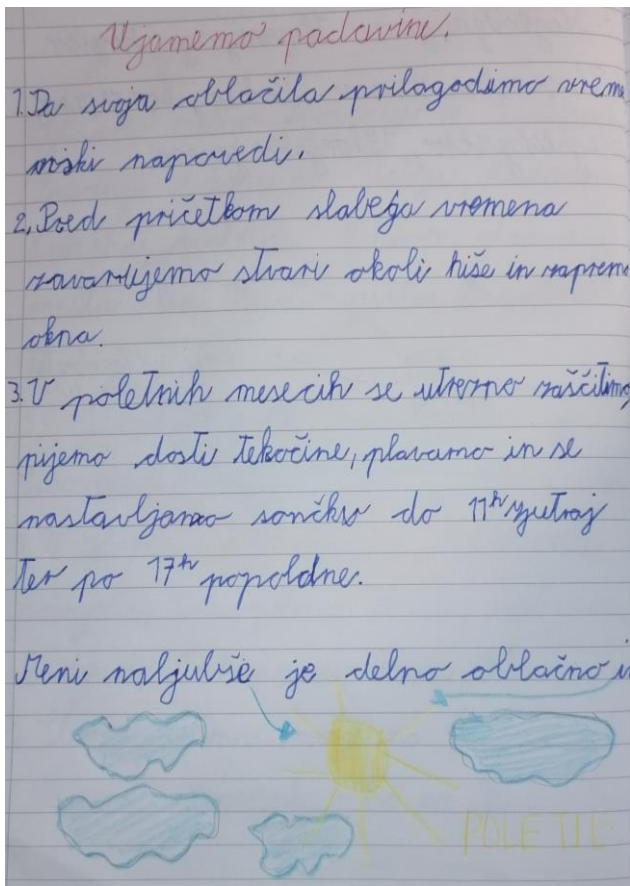 Ujamemo padavine.
1. Da svoja oblačila prilagodimo vreme
nski napovedi.
2. Pred pričetkom slabega vremena
zavarujemo stvari okoli hiše in zaprem
okna.
3. V poletnih mesecih se ustrezno zaščitimo,
pijemo dosti tekočine, plavamo in se
nastavljamo sončku do 11h zjutraj
ter po 17h popoldne.
Meni najljubše je delno oblačno i
POLETJE